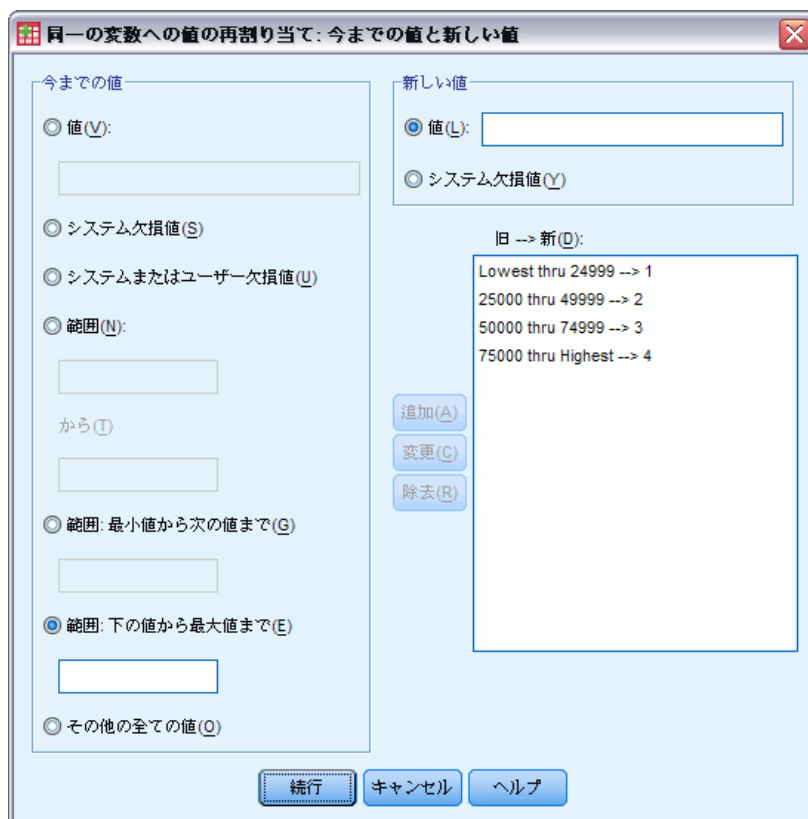 同一の変数への値の再割り当て: 今までの値と新しい値
今までの値
値(V):
システム欠損値(S)
システムまたはユーザー欠損値(U)
範囲(N):
から(T)
範囲: 最小値から次の値まで(G)
範囲: 下の値から最大値まで(E)
その他の全ての値(O)
新しい値
値(L):
システム欠損値(Y)
旧 --> 新(D):
Lowest thru 24999 --> 1
25000 thru 49999 --> 2
50000 thru 74999 --> 3
75000 thru Highest --> 4
追加(A)
変更(C)
除去(R)
続行
キャンセル
ヘルプ